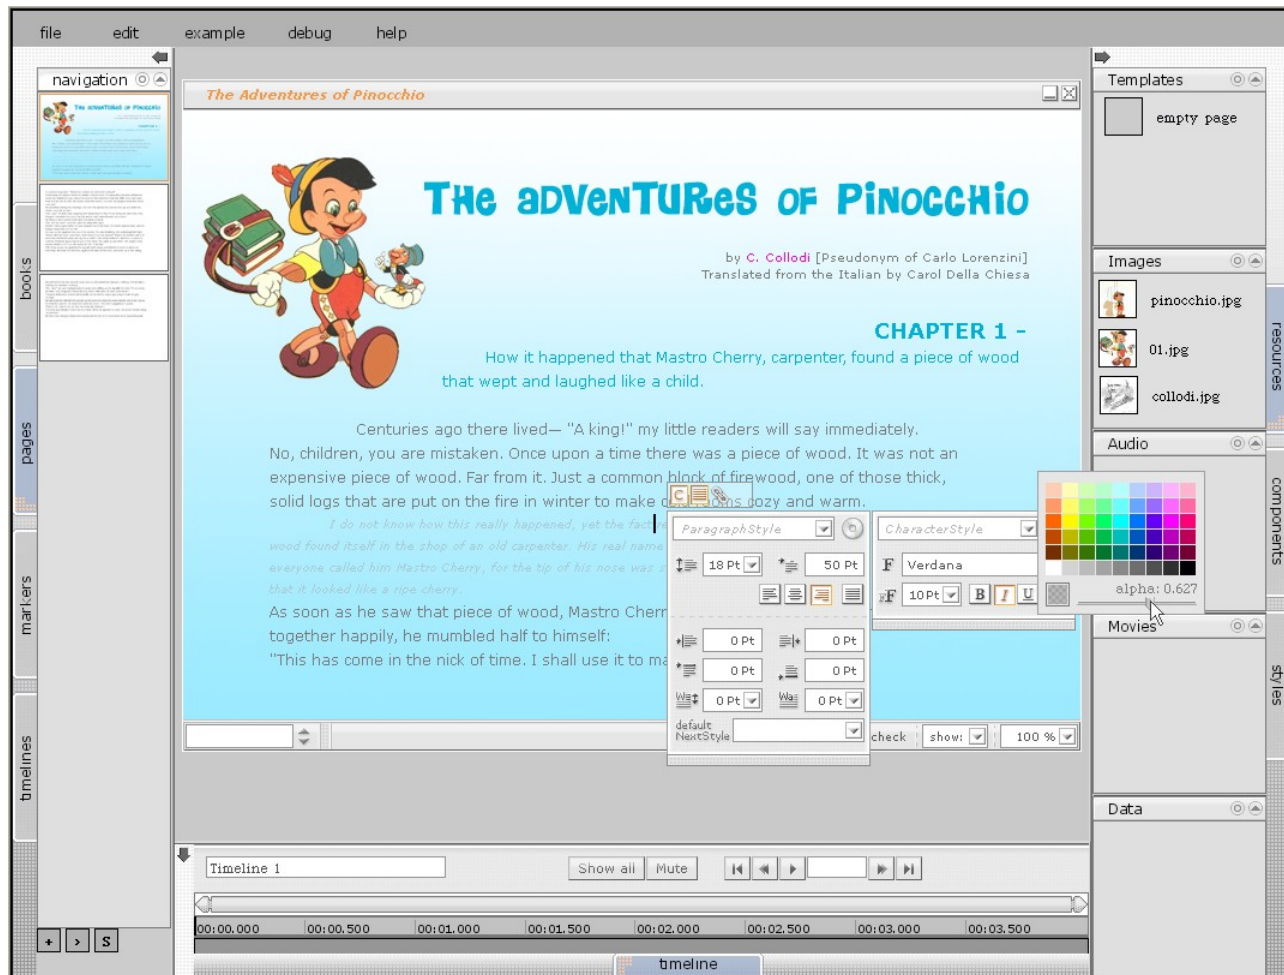 file edit example debug help
navigation
The Adventures of Pinocchio
THE ADVENTURES OF PINOCCHIO
by C. Collodi [Pseudonym of Carlo Lorenzini]
Translated from the Italian by Carol Della Chiesa
CHAPTER 1 -
How it happened that Mastro Cherry, carpenter, found a piece of wood
that wept and laughed like a child.
Centuries ago there lived— "A king!" my little readers will say immediately.
No, children, you are mistaken. Once upon a time there was a piece of wood. It was not an
expensive piece of wood. Far from it. Just a common block of firewood, one of those thick,
solid logs that are put on the fire in winter to make cozy and warm.
I do not know how this really happened, yet the fact
wood found itself in the shop of an old carpenter. His real name
everyone called him Mastro Cherry, for the tip of his nose was
that it looked like a ripe cherry.
As soon as he saw that piece of wood, Mastro Cherr
together happily, he mumbled half to himself:
"This has come in the nick of time. I shall use it to ma
C
ParagraphStyle
18 Pt 50 Pt
0 Pt 0 Pt
0 Pt 0 Pt
0 Pt 0 Pt
default
NextStyle
CharacterStyle
F Verdana
10 Pt B I U
alpha: 0.627
check show: 100 %
books
pages
markers
timelines
+ > S
Templates
empty page
Images
pinocchio.jpg
01.jpg
collodi.jpg
Audio
Movies
Data
resources
components
styles
Timeline 1 Show all Mute
00:00.000 00:00.500 00:01.000 00:01.500 00:02.000 00:02.500 00:03.000 00:03.500
timeline